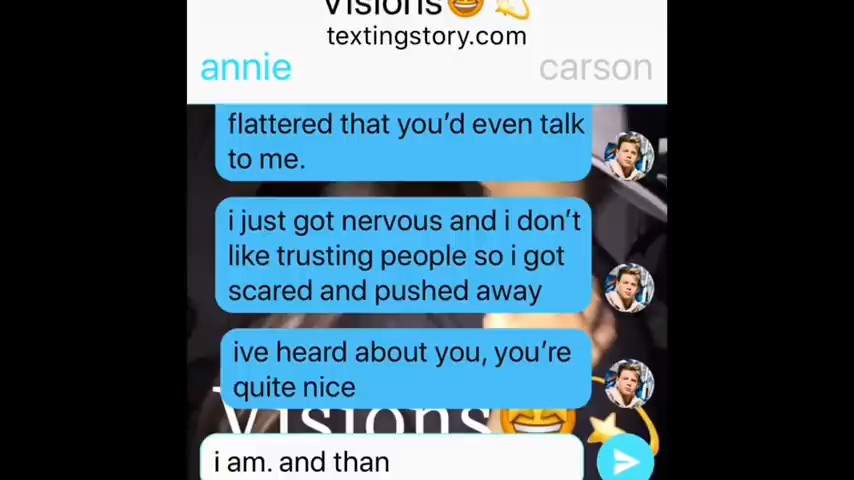 Visions🤩💫
textingstory.com
annie carson
flattered that you'd even talk
to me.
i just got nervous and i don't
like trusting people so i got
scared and pushed away
ive heard about you, you're
quite nice
Visions🤩💫
i am. and than